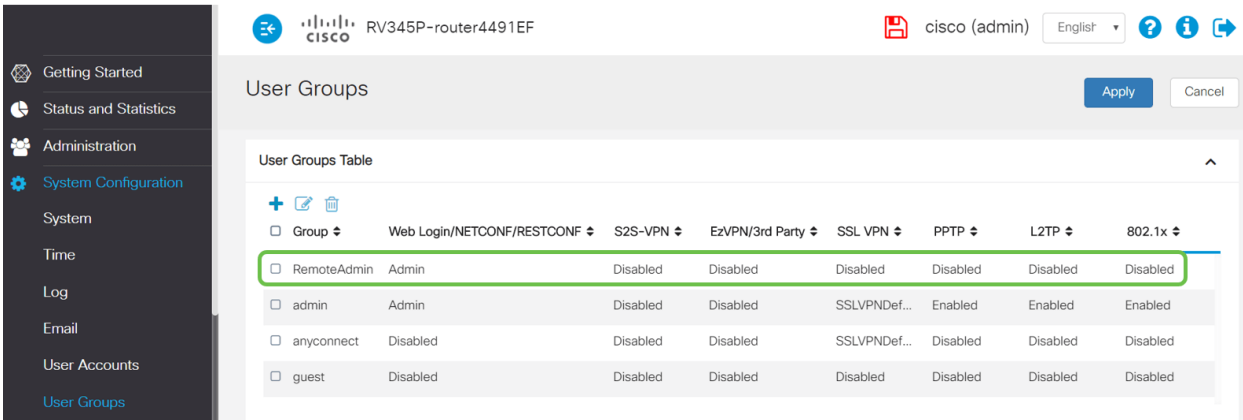 CISCO RV345P-router4491EF cisco (admin) English
Getting Started
User Groups Apply Cancel
Status and Statistics
Administration
User Groups Table
System Configuration
System
Group Web Login/NETCONF/RESTCONF S2S-VPN EzVPN/3rd Party SSL VPN PPTP L2TP 802.1x
Time
RemoteAdmin Admin Disabled Disabled Disabled Disabled Disabled Disabled
Log
admin Admin Disabled Disabled SSLVPNDef... Enabled Enabled Enabled
Email
anyconnect Disabled Disabled Disabled SSLVPNDef... Disabled Disabled Disabled
User Accounts
guest Disabled Disabled Disabled Disabled Disabled Disabled Disabled
User Groups